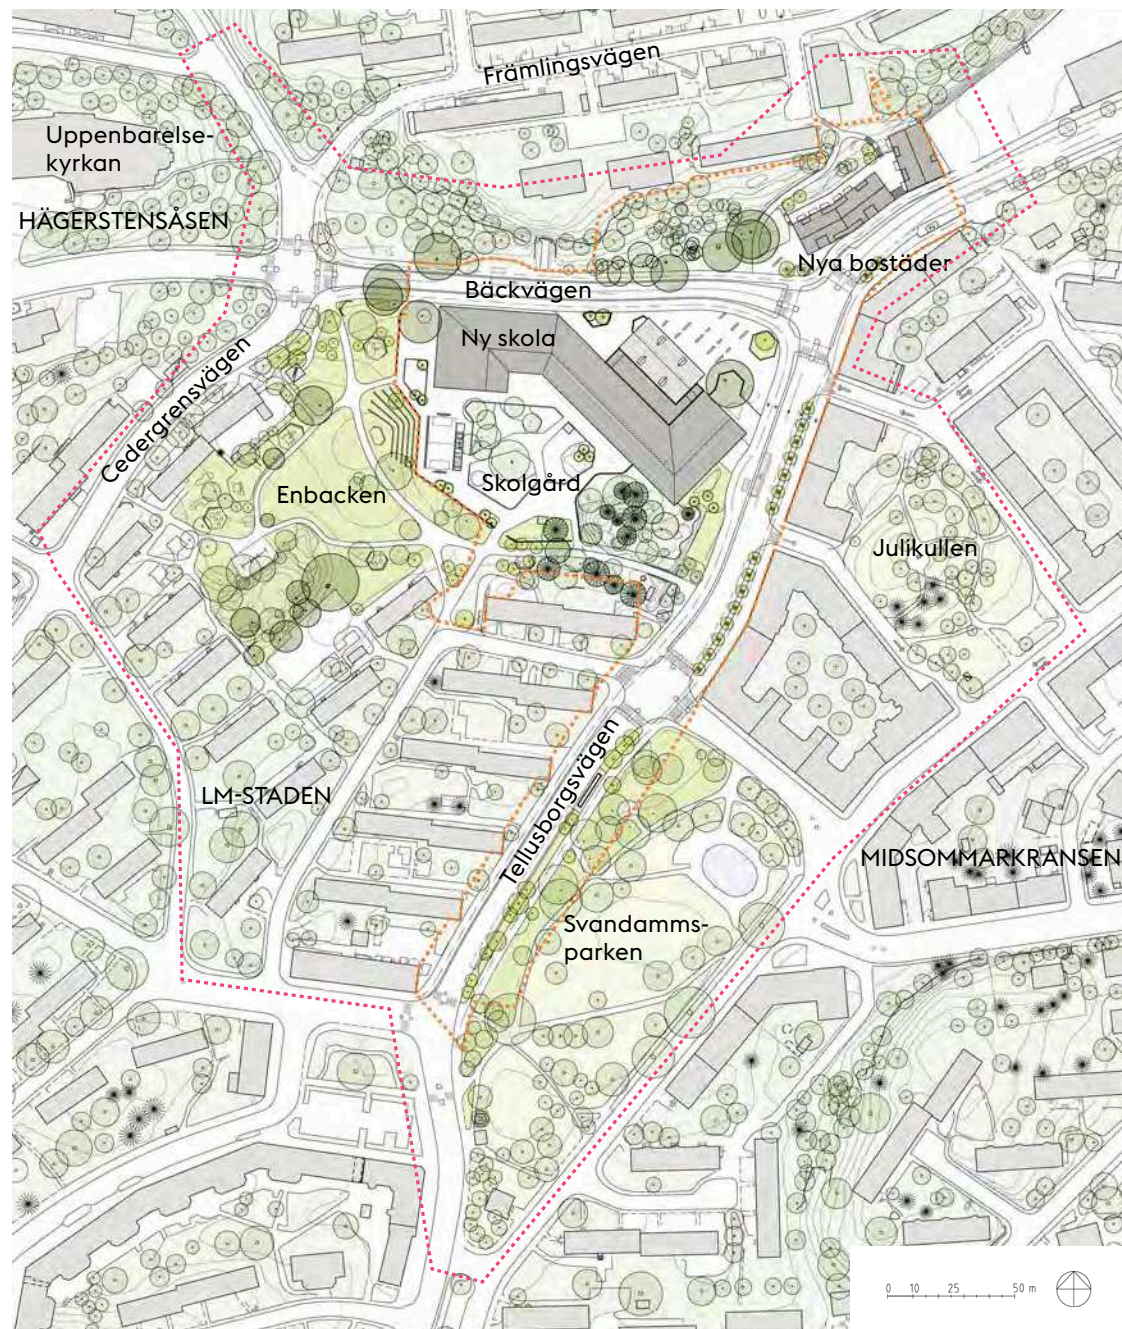 Främlingsvägen
Uppenbarelse-
kyrkan
HÄGERSTENSÅSEN
Nya bostäder
Bäckvägen
Ny skola
Cedergrensvägen
Skolgård
Enbacken
Julikullen
LM-STADEN
Tellusborgsvägen
MIDSOMMARKRANSEN
Svandamms-
parken
0 10 25 50 m